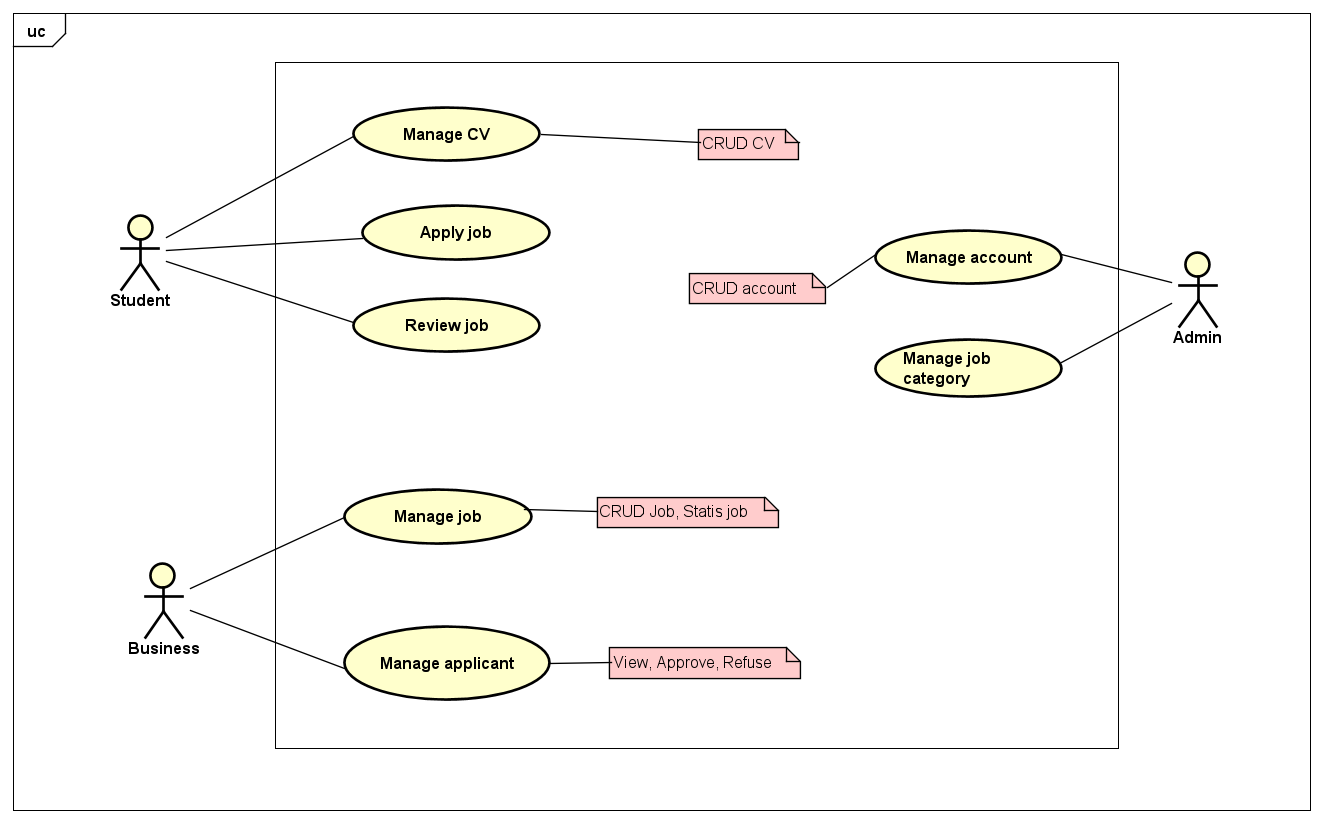 uc
Manage CV
CRUD CV
Apply job
Student
Review job
Manage account
CRUD account
Admin
Manage job
category
Manage job
CRUD Job, Statis job
Business
Manage applicant
View, Approve, Refuse